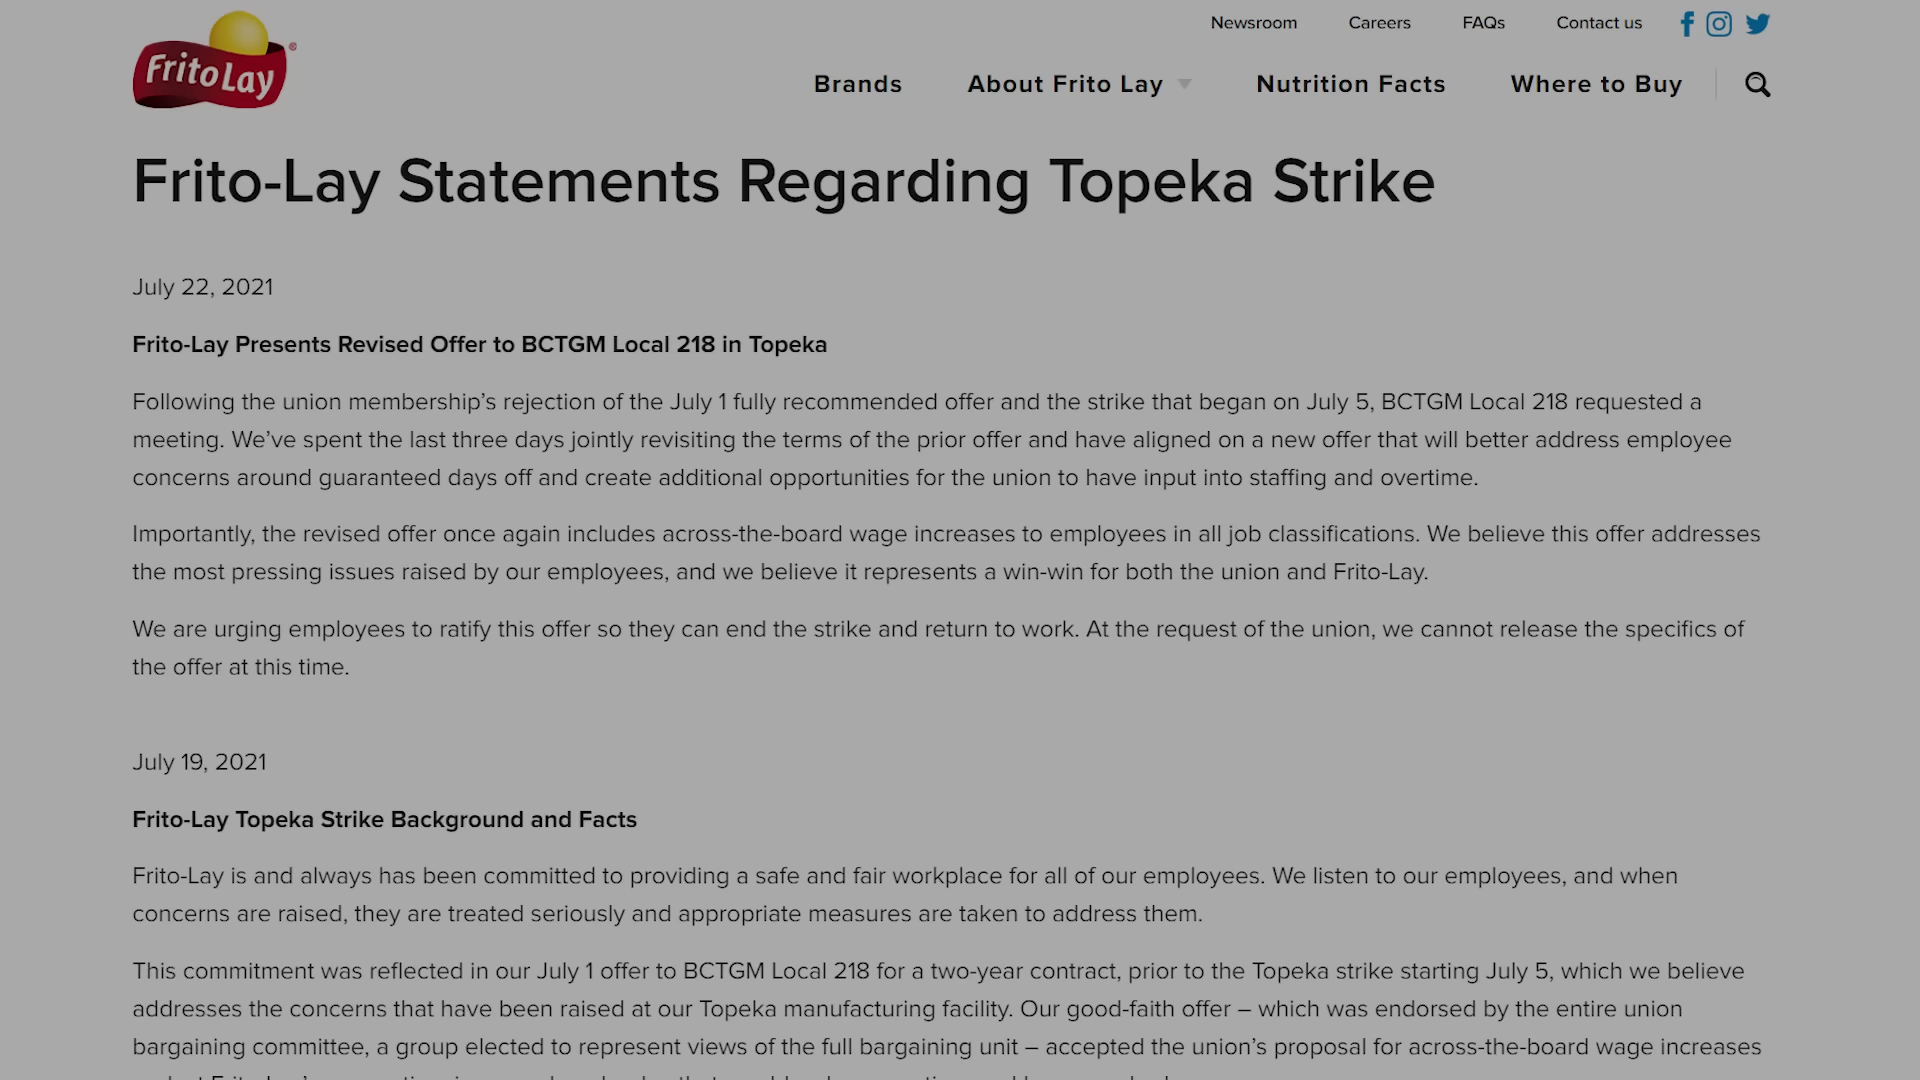 Newsroom Careers FAQs Contact us
Frito Lay ®
Brands About Frito Lay Nutrition Facts Where to Buy
Frito-Lay Statements Regarding Topeka Strike
July 22, 2021
Frito-Lay Presents Revised Offer to BCTGM Local 218 in Topeka
Following the union membership’s rejection of the July 1 fully recommended offer and the strike that began on July 5, BCTGM Local 218 requested a
meeting. We’ve spent the last three days jointly revisiting the terms of the prior offer and have aligned on a new offer that will better address employee
concerns around guaranteed days off and create additional opportunities for the union to have input into staffing and overtime.
Importantly, the revised offer once again includes across-the-board wage increases to employees in all job classifications. We believe this offer addresses
the most pressing issues raised by our employees, and we believe it represents a win-win for both the union and Frito-Lay.
We are urging employees to ratify this offer so they can end the strike and return to work. At the request of the union, we cannot release the specifics of
the offer at this time.
July 19, 2021
Frito-Lay Topeka Strike Background and Facts
Frito-Lay is and always has been committed to providing a safe and fair workplace for all of our employees. We listen to our employees, and when
concerns are raised, they are treated seriously and appropriate measures are taken to address them.
This commitment was reflected in our July 1 offer to BCTGM Local 218 for a two-year contract, prior to the Topeka strike starting July 5, which we believe
addresses the concerns that have been raised at our Topeka manufacturing facility. Our good-faith offer – which was endorsed by the entire union
bargaining committee, a group elected to represent views of the full bargaining unit – accepted the union’s proposal for across-the-board wage increases